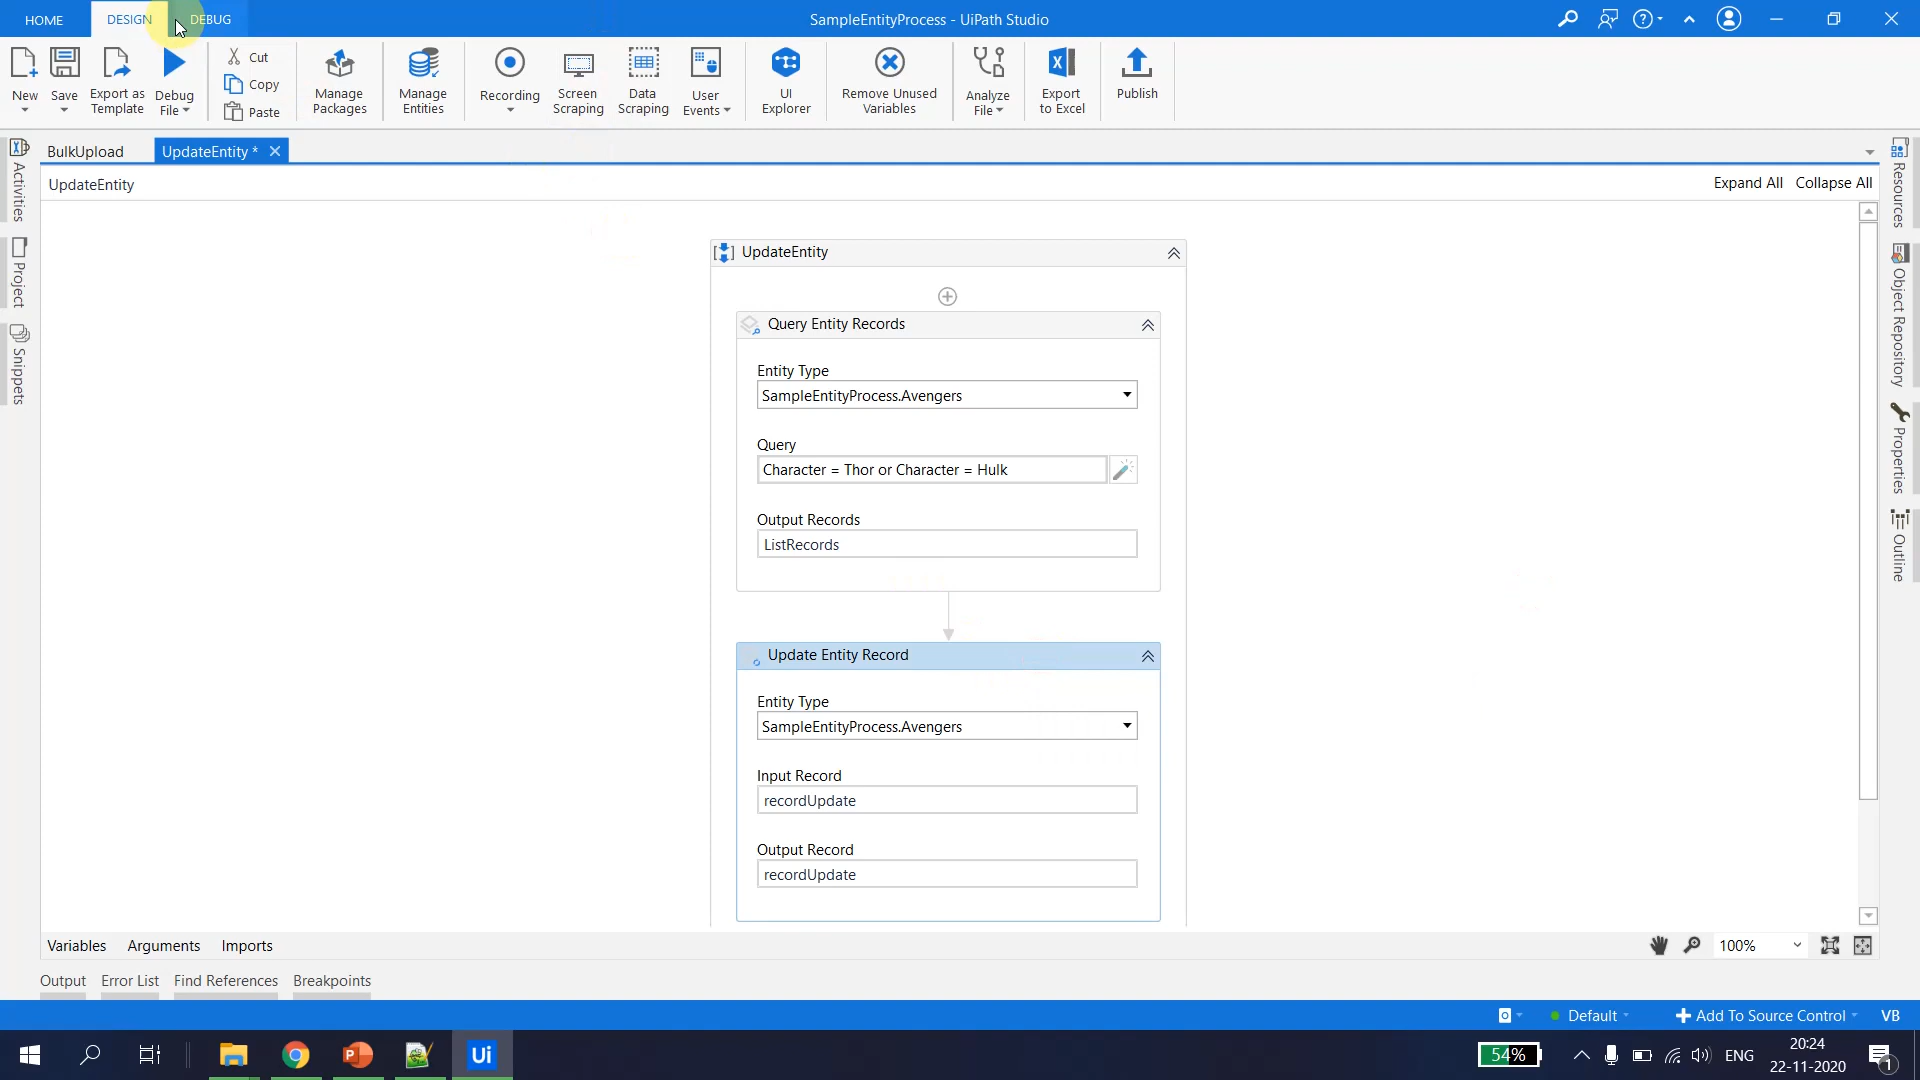 HOME DESIGN DEBUG SampleEntityProcess - UiPath Studio
New
Save
Export as
Template
Debug
File
Cut
Copy
Paste
Manage
Packages
Manage
Entities
Recording
Screen
Scraping
Data
Scraping
User
Events
UI
Explorer
Remove Unused
Variables
Analyze
File
Export
to Excel
Publish
BulkUpload UpdateEntity *
UpdateEntity Expand All Collapse All
Activities
Project
Snippets
Resources
Object Repository
Properties
Outline
UpdateEntity
Query Entity Records
Entity Type
SampleEntityProcess.Avengers
Query
Character = Thor or Character = Hulk
Output Records
ListRecords
Update Entity Record
Entity Type
SampleEntityProcess.Avengers
Input Record
recordUpdate
Output Record
recordUpdate
Variables Arguments Imports 100%
Output Error List Find References Breakpoints
Default Add To Source Control VB
Ui 54% ENG
20:24
22-11-2020
1